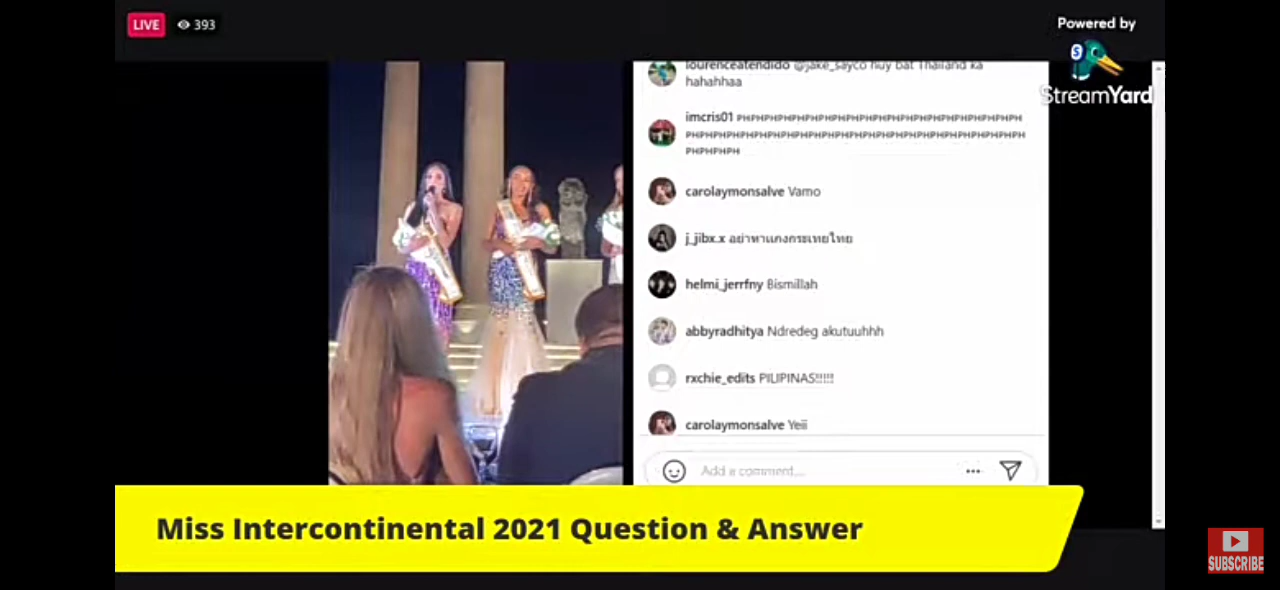 LIVE 393
Powered by
StreamYard
lourenceatendido @jake_sayco huy bat Thailand ka
hahahhaa
imcris01 PHPHPHPHPHPHPHPHPHPHPHPHPHPHPHPHPHPHPHPHPH
PHPHPHPHPHPHPHPHPHPHPHPHPHPHPHPHPHPHPHPHPHPHPHPHPH
PHPHPHPH
carolaymonsalve Vamo
j_jibx.x อย่าหาแกงกระเทยไทย
helmi_jerrfny Bismillah
abbyradhitya Ndredeg akutuuhhh
rxchie_edits PILIPINAS!!!!!
carolaymonsalve Yeii
Add a comment...
Miss Intercontinental 2021 Question & Answer
SUBSCRIBE